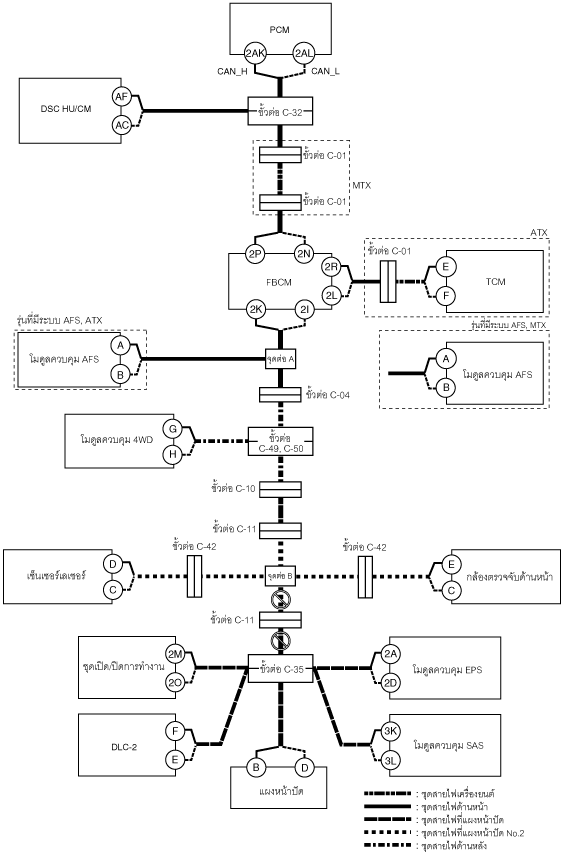 PCM
2AK 2AL
CAN_H CAN_L
DSC HU/CM
AF
AC
ขั้วต่อ C-32
ขั้วต่อ C-01
MTX
ขั้วต่อ C-01
2P 2N
FBCM
2R
2L
2K 2I
ATX
ขั้วต่อ C-01
E
F
TCM
รุ่นที่มีระบบ AFS, ATX
โมดูลควบคุม AFS
A
B
จุดต่อ A
รุ่นที่มีระบบ AFS, MTX
A
B
โมดูลควบคุม AFS
ขั้วต่อ C-04
โมดูลควบคุม 4WD
G
H
ขั้วต่อ
C-49, C-50
ขั้วต่อ C-10
ขั้วต่อ C-11
ขั้วต่อ C-42
ขั้วต่อ C-42
เซ็นเซอร์เลเซอร์
D
C
จุดต่อ B
E
C
กล้องตรวจจับด้านหน้า
ขั้วต่อ C-11
ชุดเปิด/ปิดการทำงาน
2M
2O
ขั้วต่อ C-35
2A
2D
โมดูลควบคุม EPS
DLC-2
F
E
3K
3L
โมดูลควบคุม SAS
B D
แผงหน้าปัด
: ชุดสายไฟเครื่องยนต์
: ชุดสายไฟด้านหน้า
: ชุดสายไฟที่แผงหน้าปัด
: ชุดสายไฟที่แผงหน้าปัด No.2
: ชุดสายไฟด้านหลัง